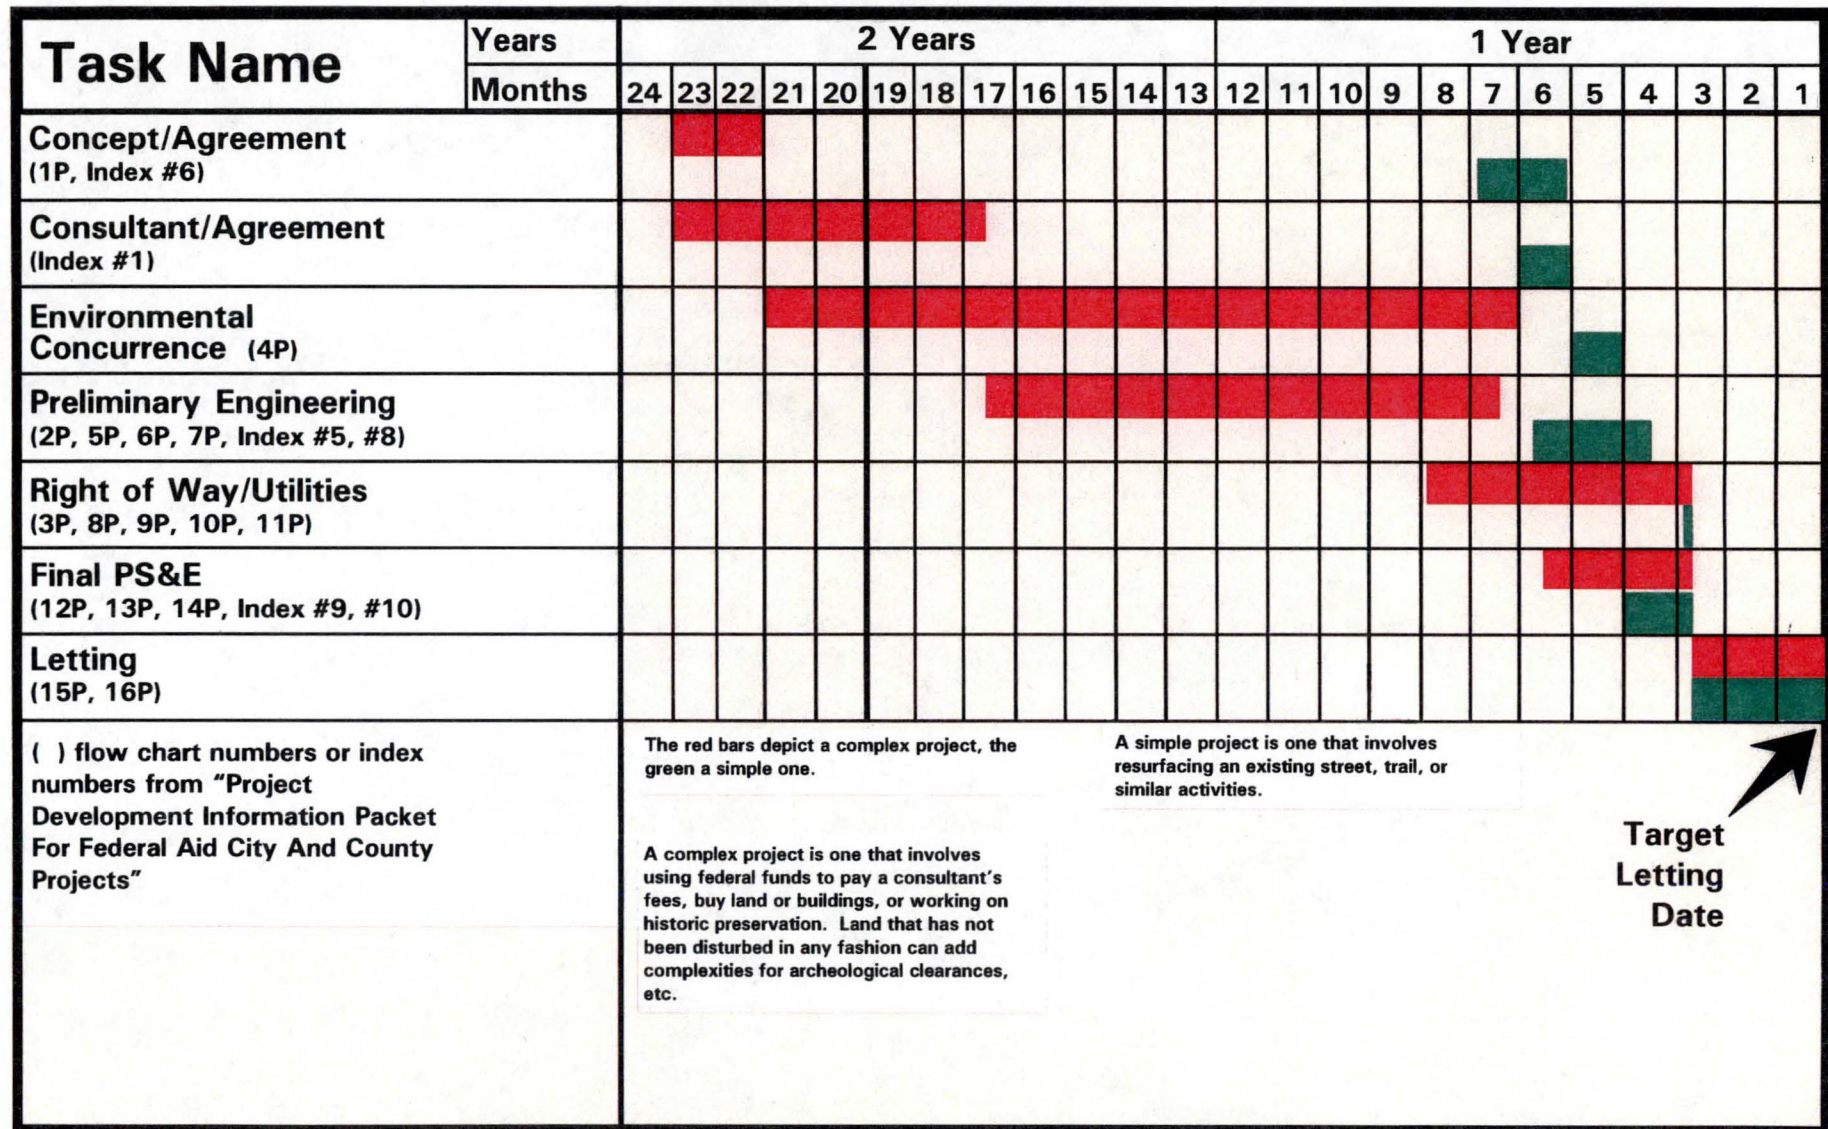 Task Name
Years
2 Years
1 Year
Months
24 23 22 21 20 19 18 17 16 15 14 13 12 11 10 9 8 7 6 5 4 3 2 1
Concept/Agreement
(1P, Index #6)
Consultant/Agreement
(Index #1)
Environmental
Concurrence (4P)
Preliminary Engineering
(2P, 5P, 6P, 7P, Index #5, #8)
Right of Way/Utilities
(3P, 8P, 9P, 10P, 11P)
Final PS&E
(12P, 13P, 14P, Index #9, #10)
Letting
(15P, 16P)
( ) flow chart numbers or index
numbers from “Project
Development Information Packet
For Federal Aid City And County
Projects”
The red bars depict a complex project, the
green a simple one.
A complex project is one that involves
using federal funds to pay a consultant's
fees, buy land or buildings, or working on
historic preservation. Land that has not
been disturbed in any fashion can add
complexities for archeological clearances,
etc.
A simple project is one that involves
resurfacing an existing street, trail, or
similar activities.
Target
Letting
Date